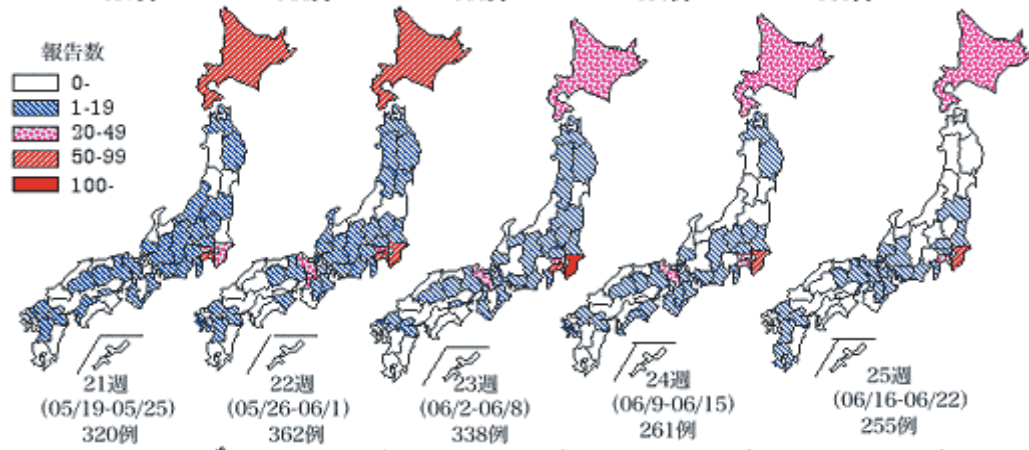 報告数
0-
1-19
20-49
50-99
100-
21週
(05/19-05/25)
320例
22週
(05/26-06/1)
362例
23週
(06/2-06/8)
338例
24週
(06/9-06/15)
261例
25週
(06/16-06/22)
255例